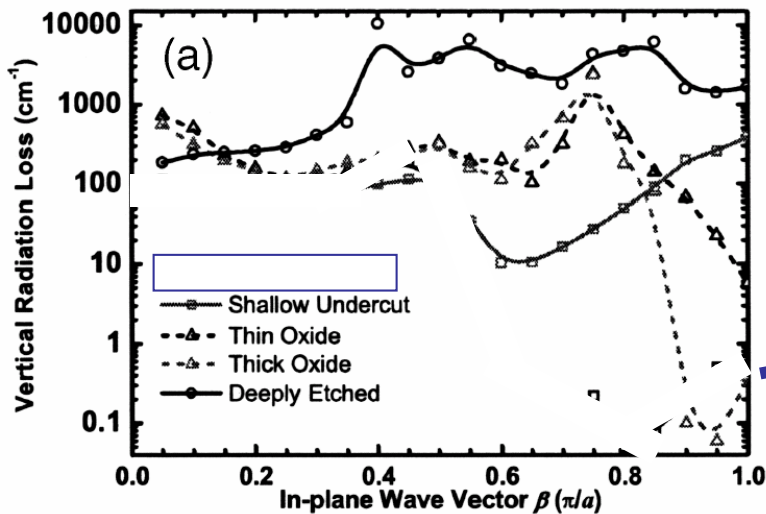 10000
(a)
1000
100
10
1
0.1
Vertical Radiation Loss (cm⁻¹)
Shallow Undercut
Thin Oxide
Thick Oxide
Deeply Etched
0.0 0.2 0.4 0.6 0.8 1.0
In-plane Wave Vector β (π/a)